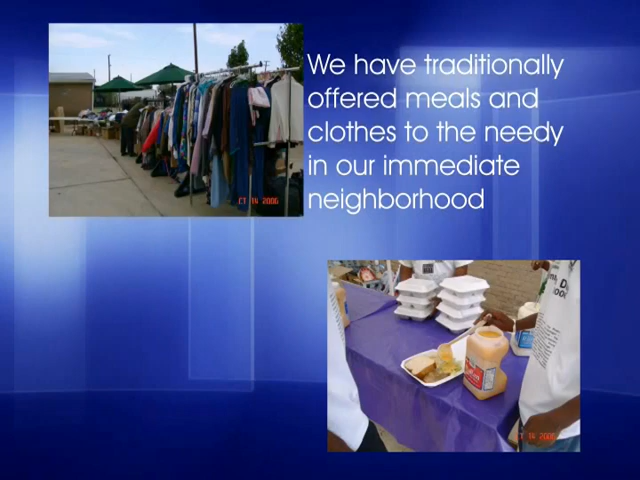 We have traditionally
offered meals and
clothes to the needy
in our immediate
neighborhood